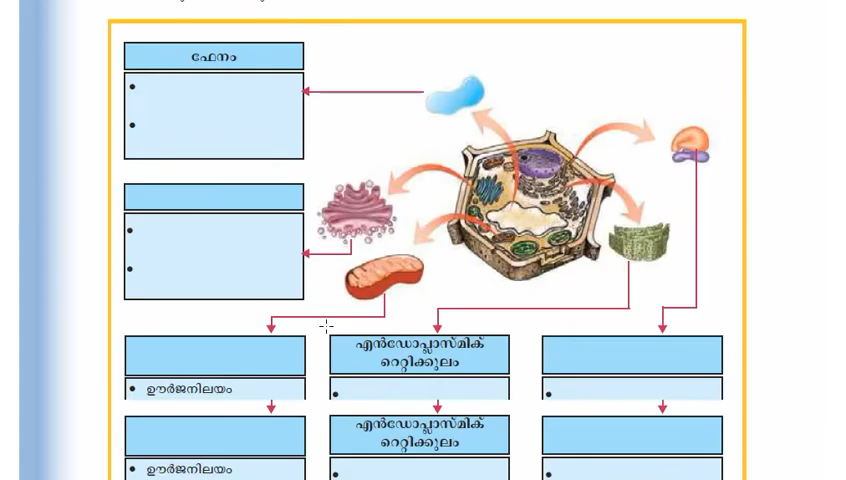 ഫേനം
എൻഡോപ്ലാസ്മിക്
റെറ്റിക്കുലം
ഊർജനിലയം
എൻഡോപ്ലാസ്മിക്
റെറ്റിക്കുലം
ഊർജനിലയം